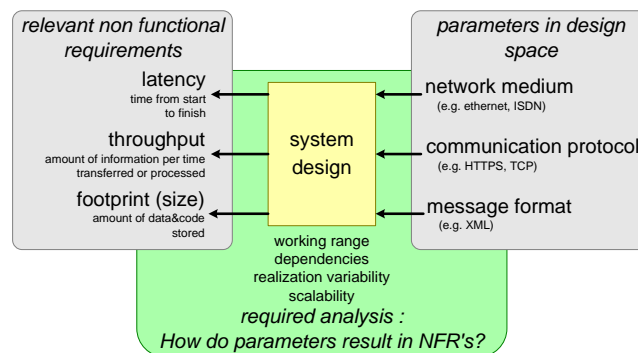 relevant non functional
requirements
latency
time from start
to finish
throughput
amount of information per time
transferred or processed
footprint (size)
amount of data&code
stored
system
design
parameters in design
space
network medium
(e.g. ethernet, ISDN)
communication protocol
(e.g. HTTPS, TCP)
message format
(e.g. XML)
working range
dependencies
realization variability
scalability
required analysis :
How do parameters result in NFR's?